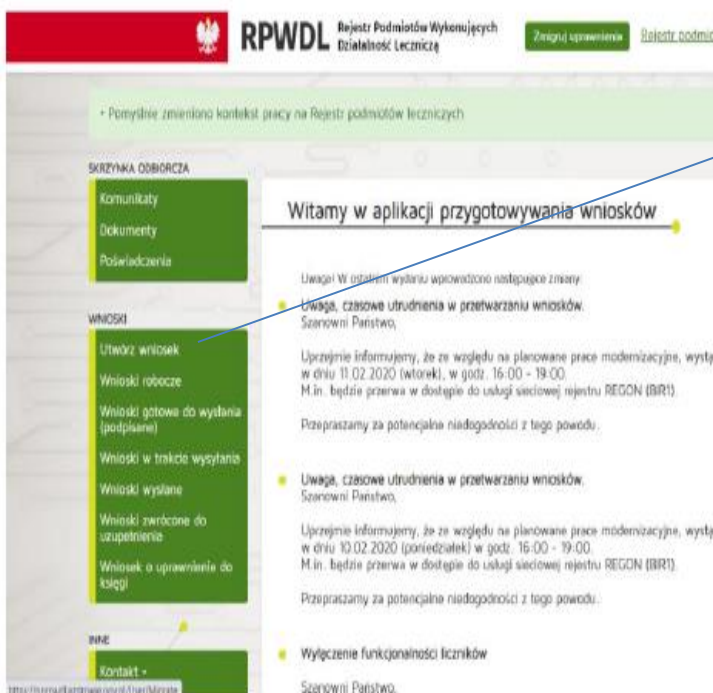 RPWDL
Rejestr Podmiotów Wykonujących
Działalność Leczniczą
Zmigruj uprawnienia
Rejestr
• Pomyślnie zmieniono kontekst pracy na Rejestr podmiotów leczniczych
SKRZYNKA ODBIORCZA
Komunikaty
Dokumenty
Poświadczenia
WNIOSKI
Utwórz wniosek
Wnioski robocze
Wnioski gotowe do wysłania
(podpisane)
Wnioski w trakcie wysyłania
Wnioski wysłane
Wnioski zwrócone do
uzupełnienia
Wniosek o uprawnienie do
księgi
INNE
Kontakt
Witamy w aplikacji przygotowywania wniosków
Uwaga! W ostatnim wydaniu wprowadzono następujące zmiany:
Uwaga, czasowe utrudnienia w przetwarzaniu wniosków.
Szanowni Państwo,
Uprzejmie informujemy, że ze względu na planowane prace modernizacyjne,
w dniu 11.02.2020 (wtorek), w godz. 16:00 - 19:00.
M.in. będzie przerwa w dostępie do usługi sieciowej rejestru REGON (BIR1).
Przepraszamy za potencjalne niedogodności z tego powodu.
Uwaga, czasowe utrudnienia w przetwarzaniu wniosków.
Szanowni Państwo,
Uprzejmie informujemy, że ze względu na planowane prace modernizacyjne,
w dniu 10.02.2020 (poniedziałek) w godz. 16:00 - 19:00.
M.in. będzie przerwa w dostępie do usługi sieciowej rejestru REGON (BIR1).
Przepraszamy za potencjalne niedogodności z tego powodu.
Wyłączenie funkcjonalności liczników
Szanowni Państwo,